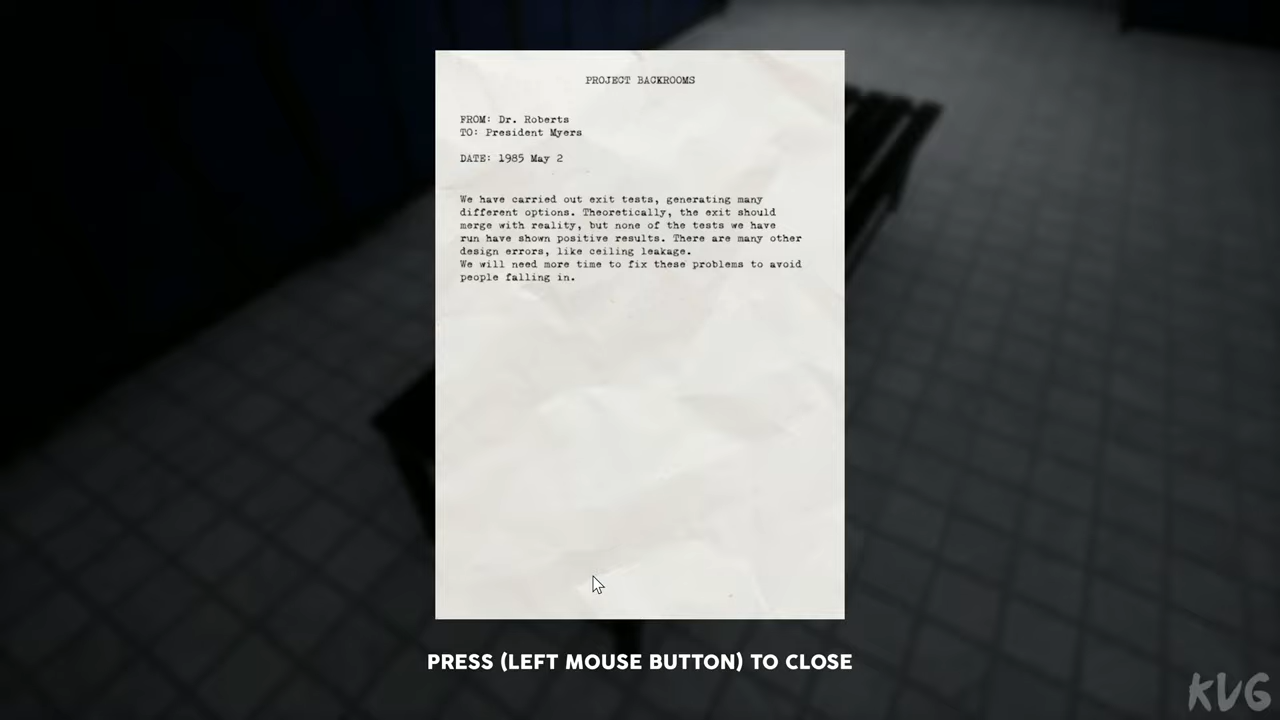 PROJECT BACKROOMS
FROM: Dr. Roberts
TO: President Myers
DATE: 1985 May 2
We have carried out exit tests, generating many
different options. Theoretically, the exit should
merge with reality, but none of the tests we have
run have shown positive results. There are many other
design errors, like ceiling leakage.
We will need more time to fix these problems to avoid
people falling in.
PRESS (LEFT MOUSE BUTTON) TO CLOSE
KVG